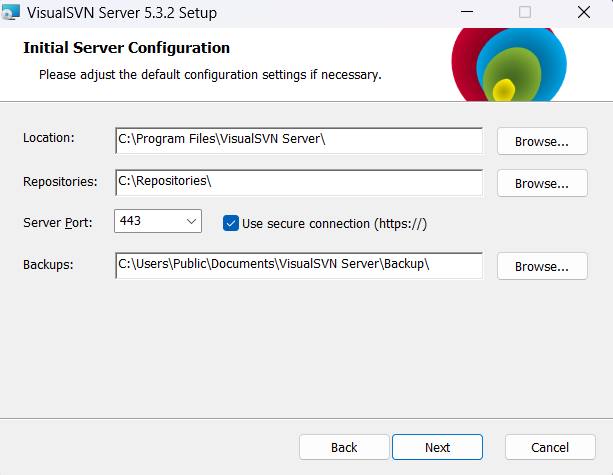 VisualSVN Server 5.3.2 Setup
Initial Server Configuration
Please adjust the default configuration settings if necessary.
Location: C:\Program Files\VisualSVN Server\ Browse...
Repositories: C:\Repositories\ Browse...
Server Port: 443 Use secure connection (https://)
Backups: C:\Users\Public\Documents\VisualSVN Server\Backup\ Browse...
Back Next Cancel